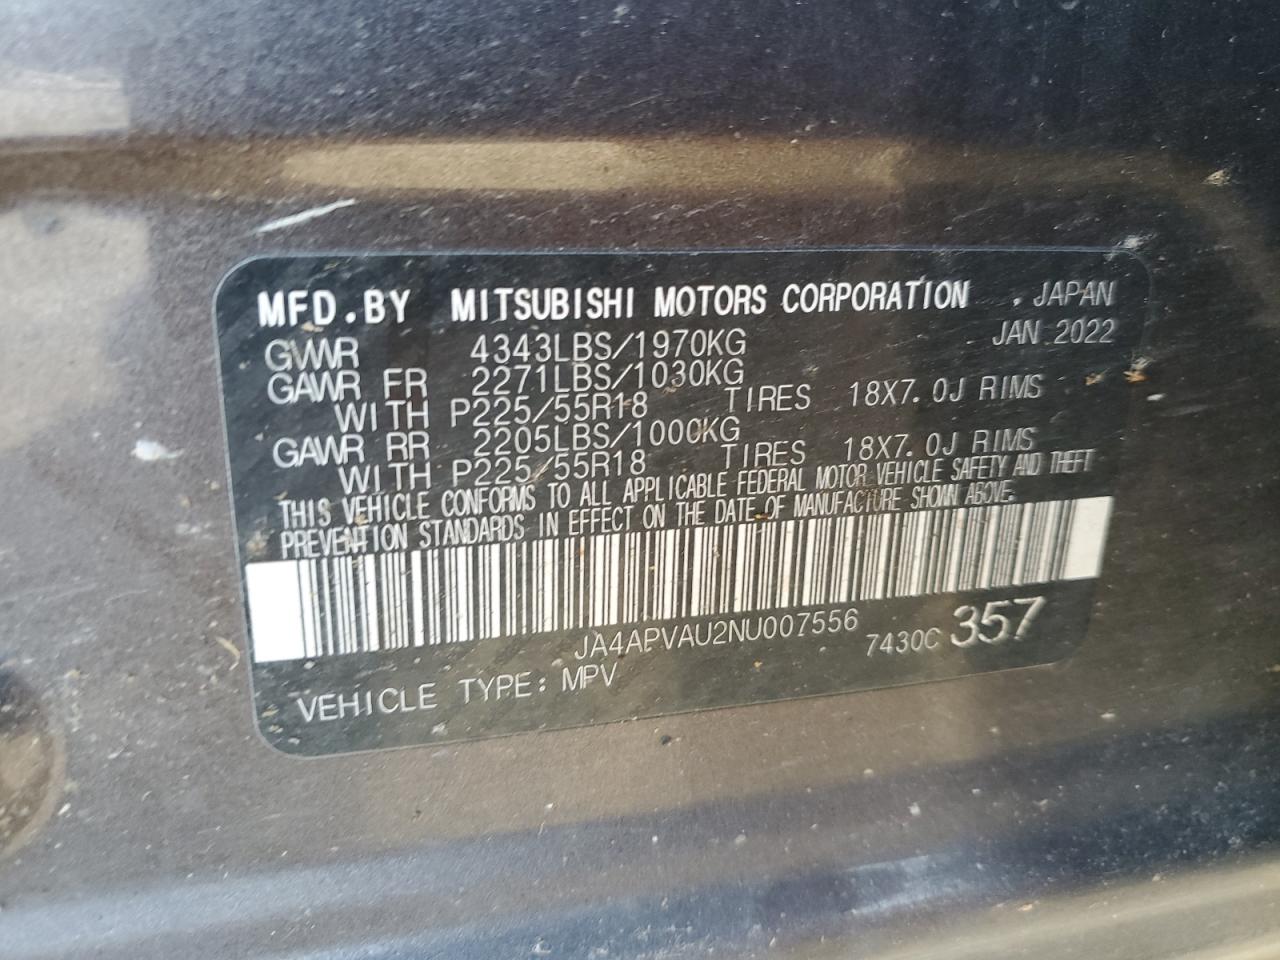 MFD.BY MITSUBISHI MOTORS CORPORATION , JAPAN
JAN 2022
GVWR 4343LBS/1970KG
GAWR FR 2271LBS/1030KG
WITH P225/55R18 TIRES 18X7.0J RIMS
GAWR RR 2205LBS/1000KG
WITH P225/55R18 TIRES 18X7.0J RIMS
THIS VEHICLE CONFORMS TO ALL APPLICABLE FEDERAL MOTOR VEHICLE SAFETY AND THEFT
PREVENTION STANDARDS IN EFFECT ON THE DATE OF MANUFACTURE SHOWN ABOVE.
JA4APVAU2NU007556
7430C 357
VEHICLE TYPE: MPV